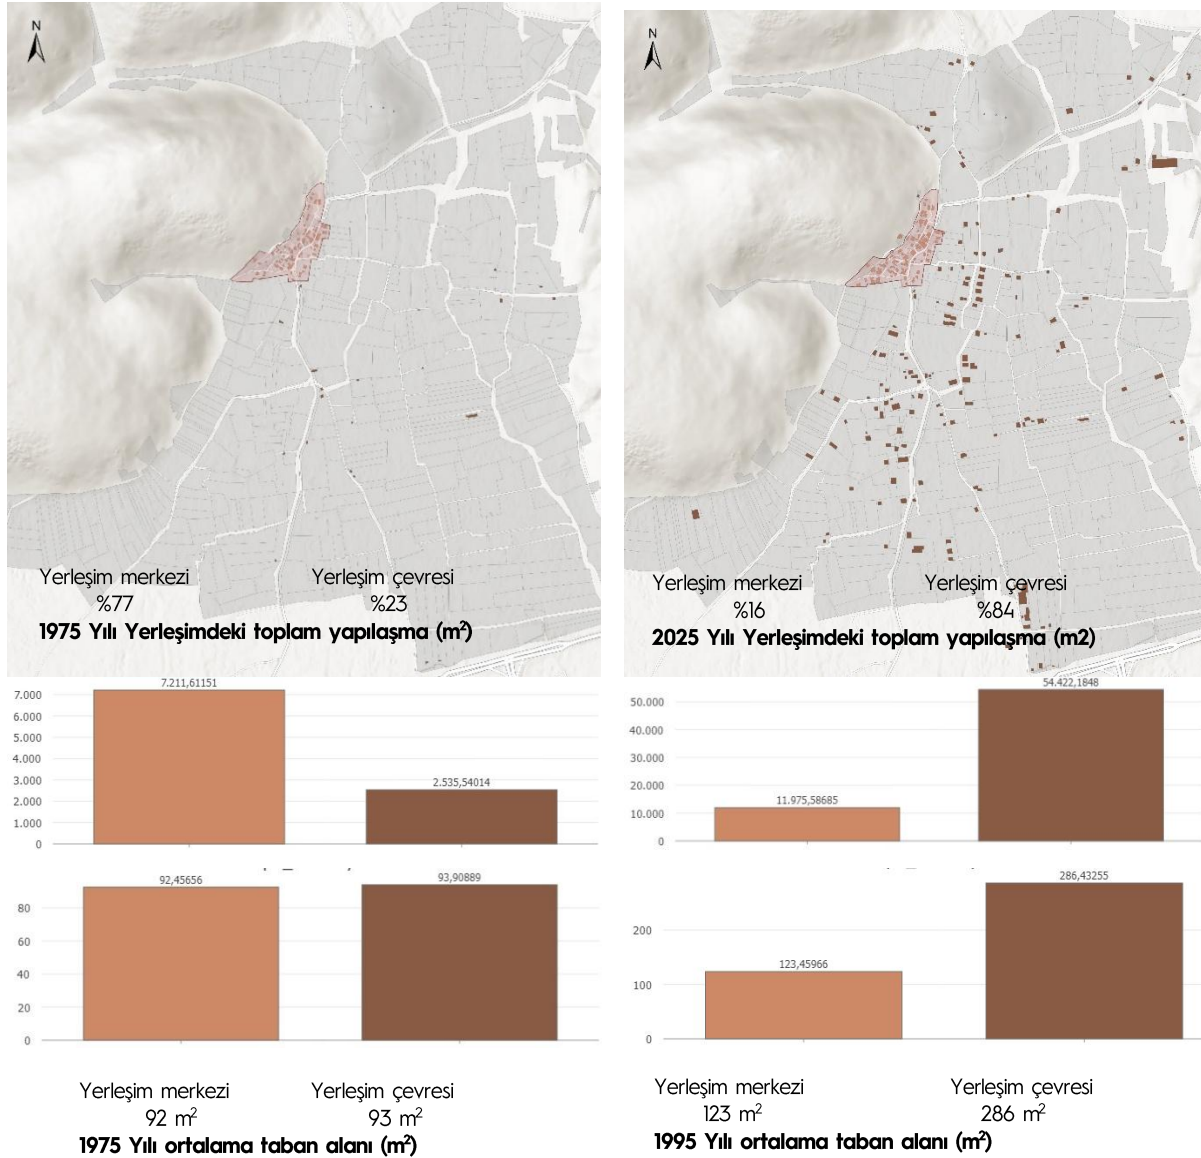 N
N
Yerleşim merkezi
%77
Yerleşim çevresi
%23
1975 Yılı Yerleşimdeki toplam yapılaşma (m²)
Yerleşim merkezi
%16
Yerleşim çevresi
%84
2025 Yılı Yerleşimdeki toplam yapılaşma (m2)
7.000
6.000
5.000
4.000
3.000
2.000
1.000
0
7.211,61151
2.535,54014
50.000
40.000
30.000
20.000
10.000
0
11.975,58685
54.422,1848
80
60
40
20
0
92,45656
93,90889
200
100
0
123,45966
286,43255
Yerleşim merkezi
92 m²
Yerleşim çevresi
93 m²
1975 Yılı ortalama taban alanı (m²)
Yerleşim merkezi
123 m²
Yerleşim çevresi
286 m²
1995 Yılı ortalama taban alanı (m²)